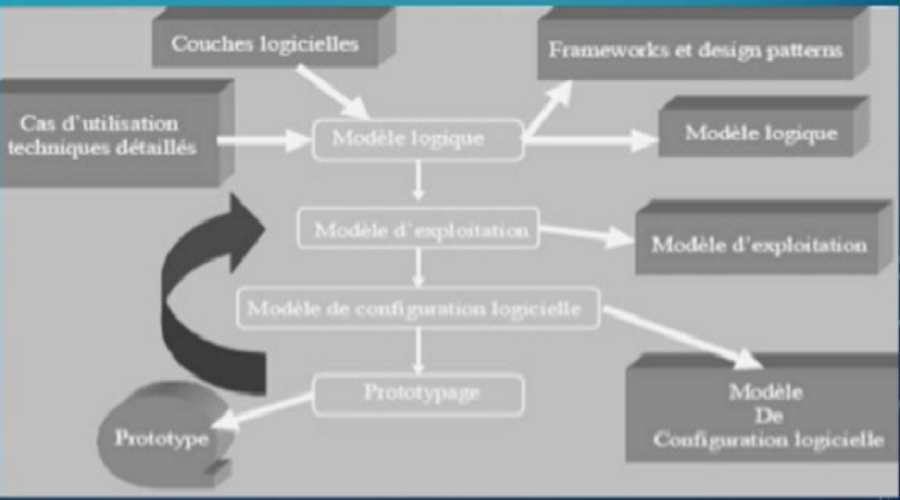 Couches logicielles
Frameworks et design patterns
Cas d'utilisation
techniques détaillés
Modèle logique
Modèle logique
Modèle d'exploitation
Modèle d'exploitation
Modèle de configuration logicielle
Prototypage
Modèle
De
Configuration logicielle
Prototype